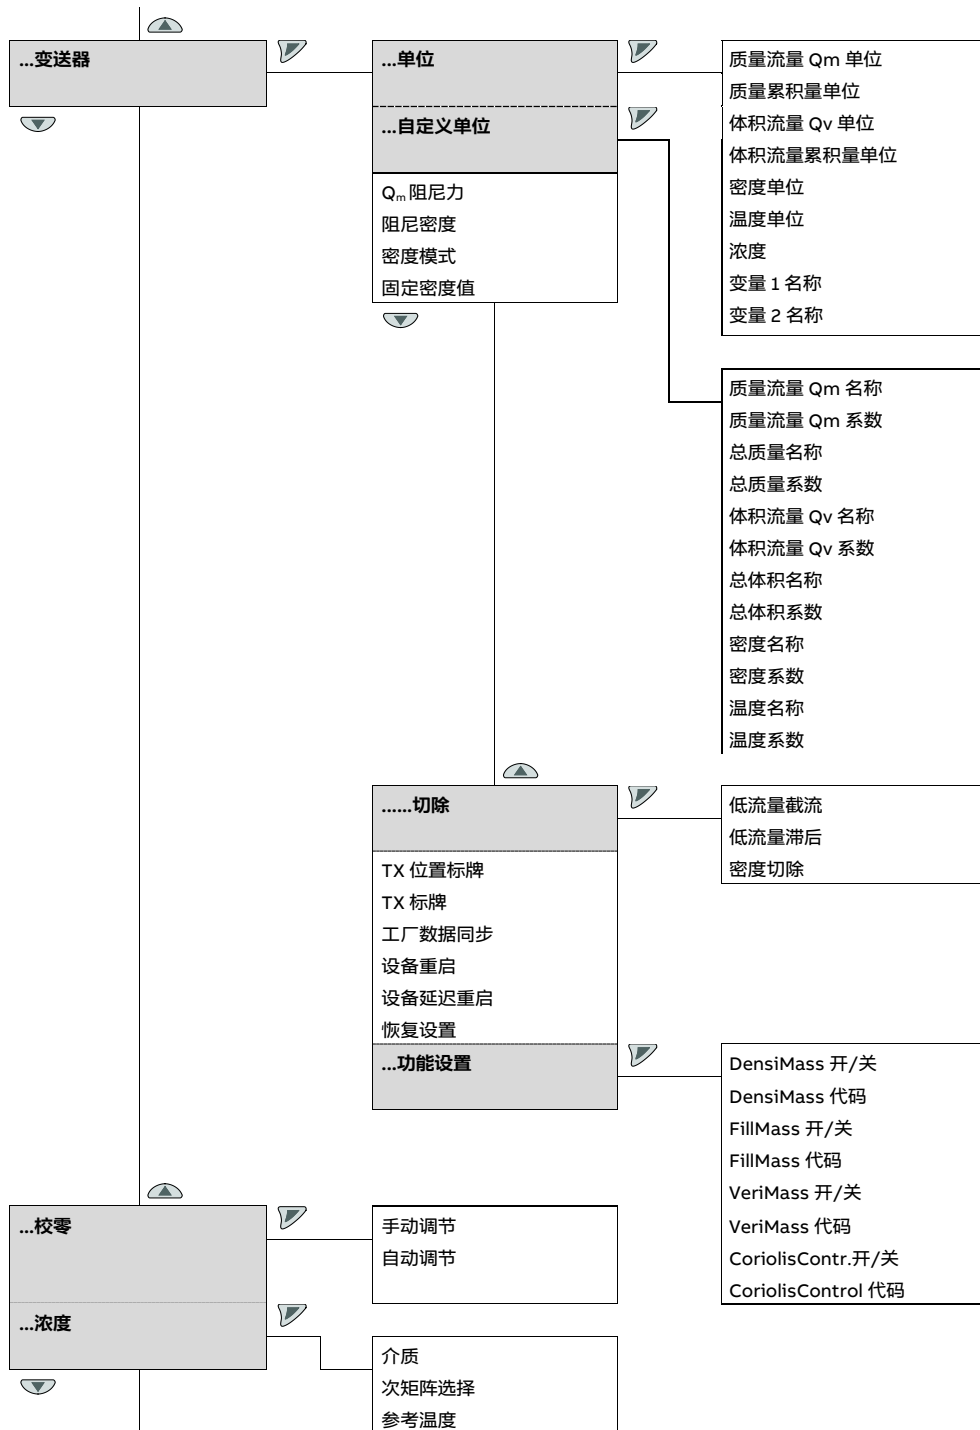 ...变送器
...单位
...自定义单位
Qm 阻尼力
阻尼密度
密度模式
固定密度值
质量流量 Qm 单位
质量累积量单位
体积流量 Qv 单位
体积流量累积量单位
密度单位
温度单位
浓度
变量 1 名称
变量 2 名称
质量流量 Qm 名称
质量流量 Qm 系数
总质量名称
总质量系数
体积流量 Qv 名称
体积流量 Qv 系数
总体积名称
总体积系数
密度名称
密度系数
温度名称
温度系数
......切除
TX 位置标牌
TX 标牌
工厂数据同步
设备重启
设备延迟重启
恢复设置
...功能设置
低流量截流
低流量滞后
密度切除
DensiMass 开/关
DensiMass 代码
FillMass 开/关
FillMass 代码
VeriMass 开/关
VeriMass 代码
CoriolisContr.开/关
CoriolisControl 代码
...校零
手动调节
自动调节
...浓度
介质
次矩阵选择
参考温度